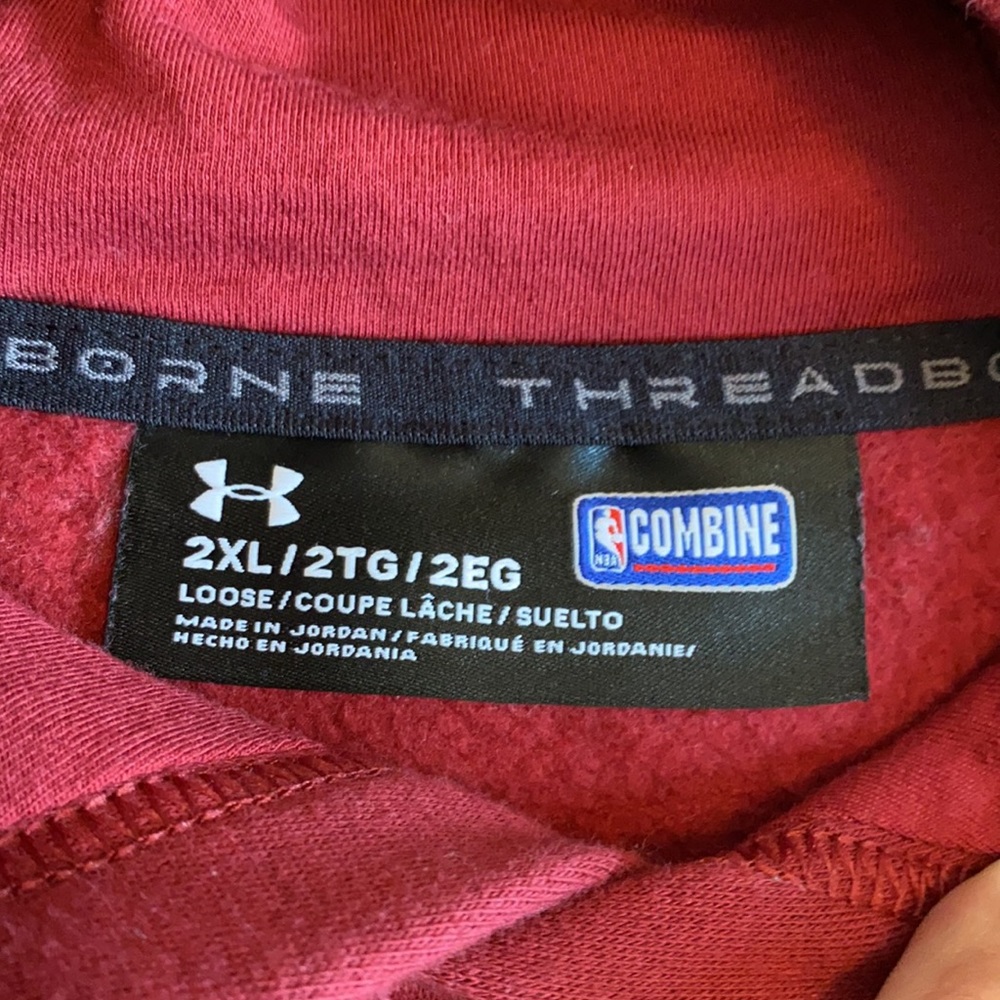 BORNE THREADBO
2XL/2TG/2EG
COMBINE
NBA
LOOSE/COUPE LÂCHE/SUELTO
MADE IN JORDAN/FABRIQUÉ EN JORDANIE/
HECHO EN JORDANIA